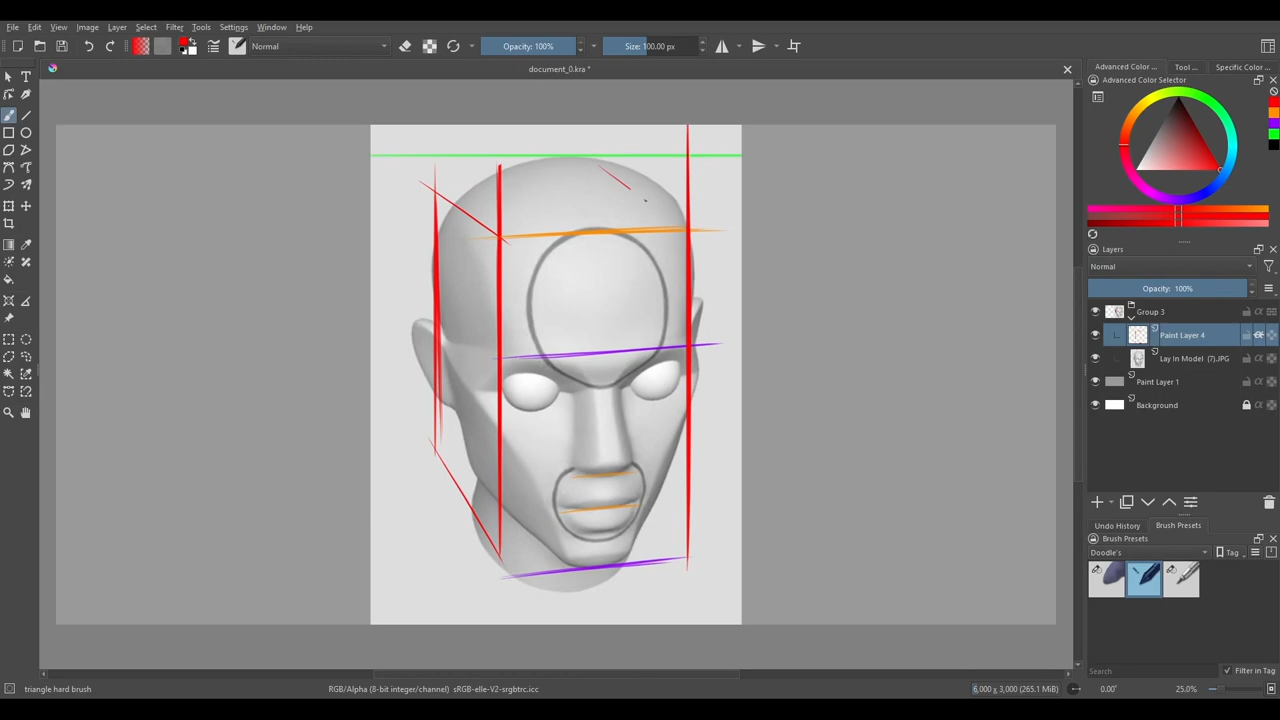 File Edit View Image Layer Select Filter Tools Settings Window Help
Normal Opacity: 100% Size: 100.00 px
document_0.kra *
Advanced Color ... Tool ... Specific Color ...
Advanced Color Selector
Layers
Normal
Opacity: 100%
Group 3
Paint Layer 4
Lay In Model (7).JPG
Paint Layer 1
Background
Undo History Brush Presets
Brush Presets
Doodle's Tag
Search Filter in Tag
triangle hard brush RGB/Alpha (8-bit integer/channel) sRGB-elle-V2-srgbtrc.icc 6,000 x 3,000 (265.1 MiB) 0.00° 25.0%